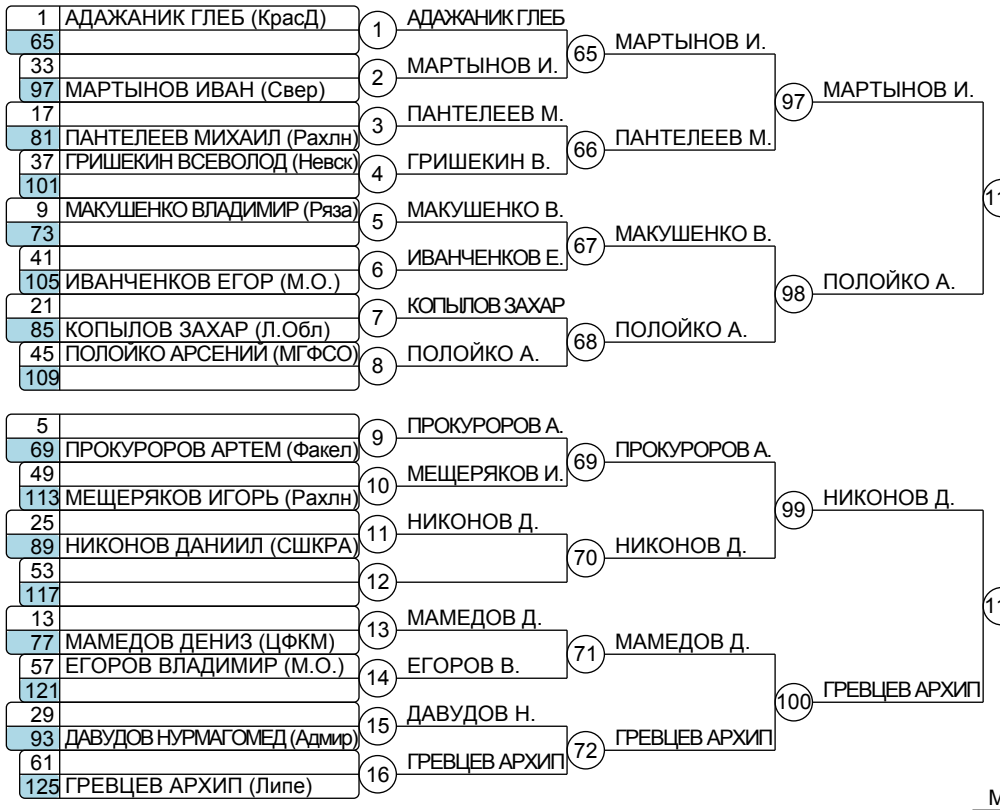 1 АДАЖАНИК ГЛЕБ (КрасД)
65
33
97 МАРТЫНОВ ИВАН (Свер)
17
81 ПАНТЕЛЕЕВ МИХАИЛ (Рахлн)
37 ГРИШЕКИН ВСЕВОЛОД (Невск)
101
9 МАКУШЕНКО ВЛАДИМИР (Ряза)
73
41
105 ИВАНЧЕНКОВ ЕГОР (М.О.)
21
85 КОПЫЛОВ ЗАХАР (Л.Обл)
45 ПОЛОЙКО АРСЕНИЙ (МГФСО)
109
5
69 ПРОКУРОРОВ АРТЕМ (Факел)
49
113 МЕЩЕРЯКОВ ИГОРЬ (Рахлн)
25
89 НИКОНОВ ДАНИИЛ (СШКРА)
53
117
13
77 МАМЕДОВ ДЕНИЗ (ЦФКМ)
57 ЕГОРОВ ВЛАДИМИР (М.О.)
121
29
93 ДАВУДОВ НУРМАГОМЕД (Адмир)
61
125 ГРЕВЦЕВ АРХИП (Липе)
1 АДАЖАНИК ГЛЕБ
2 МАРТЫНОВ И.
3 ПАНТЕЛЕЕВ М.
4 ГРИШЕКИН В.
5 МАКУШЕНКО В.
6 ИВАНЧЕНКОВ Е.
7 КОПЫЛОВ ЗАХАР
8 ПОЛОЙКО А.
9 ПРОКУРОРОВ А.
10 МЕЩЕРЯКОВ И.
11 НИКОНОВ Д.
12
13 МАМЕДОВ Д.
14 ЕГОРОВ В.
15 ДАВУДОВ Н.
16 ГРЕВЦЕВ АРХИП
65 МАРТЫНОВ И.
66 ПАНТЕЛЕЕВ М.
67 МАКУШЕНКО В.
68 ПОЛОЙКО А.
69 ПРОКУРОРОВ А.
70 НИКОНОВ Д.
71 МАМЕДОВ Д.
72 ГРЕВЦЕВ АРХИП
97 МАРТЫНОВ И.
98 ПОЛОЙКО А.
99 НИКОНОВ Д.
100 ГРЕВЦЕВ АРХИП